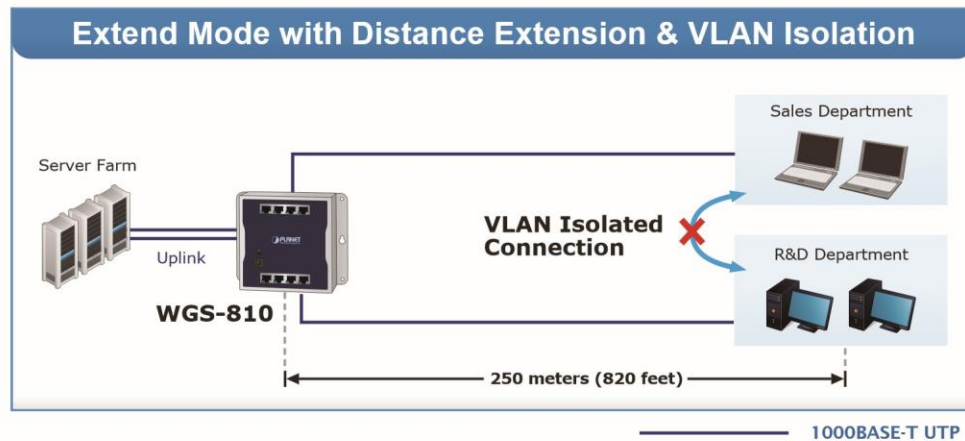 Extend Mode with Distance Extension & VLAN Isolation
Sales Department
Server Farm
PLANET
Uplink
WGS-810
VLAN Isolated
Connection
R&D Department
250 meters (820 feet)
1000BASE-T UTP